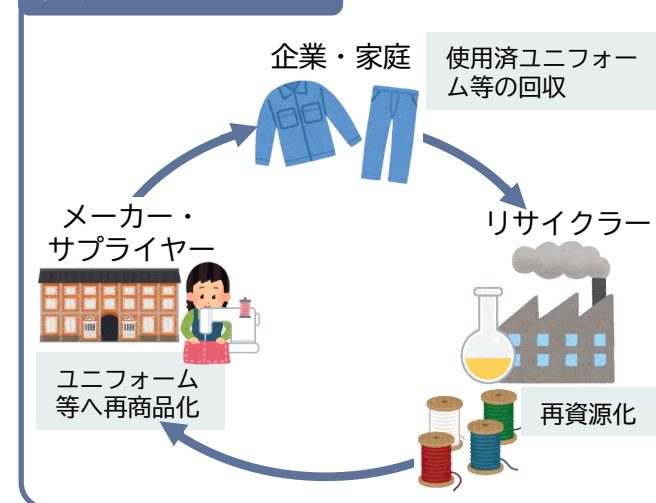 企業・家庭
使用済ユニフォー
ム等の回収
メーカー・
サプライヤー
リサイクラー
ユニフォーム
等へ再商品化
再資源化